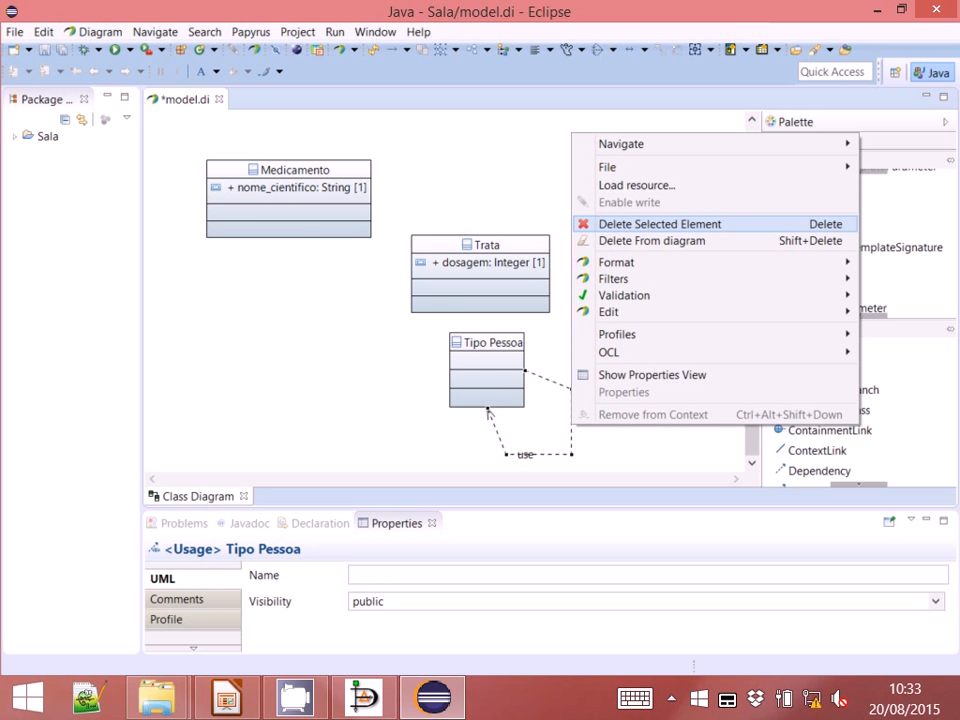 Java - Sala/model.di - Eclipse
File Edit Diagram Navigate Search Papyrus Project Run Window Help
Quick Access
Java
Package ...
*model.di
Sala
Palette
Medicamento
+ nome_cientifico: String [1]
Trata
+ dosagem: Integer [1]
Tipo Pessoa
use
Navigate
File
Load resource...
Enable write
Delete Selected Element Delete
Delete From diagram Shift+Delete
Format
Filters
Validation
Edit
Profiles
OCL
Show Properties View
Properties
Remove from Context Ctrl+Alt+Shift+Down
mplateSignature
meter
anch
ass
ContainmentLink
ContextLink
Dependency
Class Diagram
Problems Javadoc Declaration Properties
<Usage> Tipo Pessoa
UML
Comments
Profile
Name
Visibility public
10:33
20/08/2015